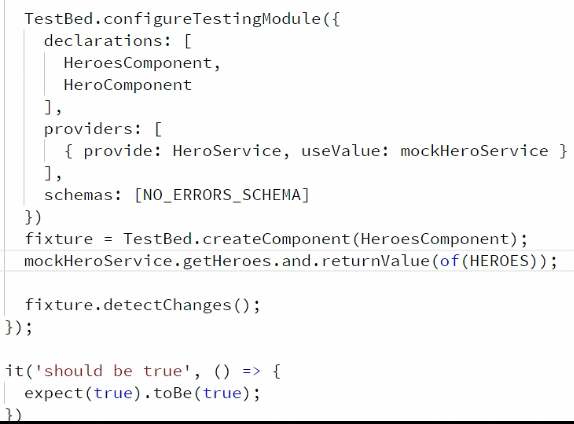 TestBed.configureTestingModule({
declarations: [
HeroesComponent,
HeroComponent
],
providers: [
{ provide: HeroService, useValue: mockHeroService }
],
schemas: [NO_ERRORS_SCHEMA]
})
fixture = TestBed.createComponent(HeroesComponent);
mockHeroService.getHeroes.and.returnValue(of(HEROES));
fixture.detectChanges();
});
it('should be true', () => {
expect(true).toBe(true);
})